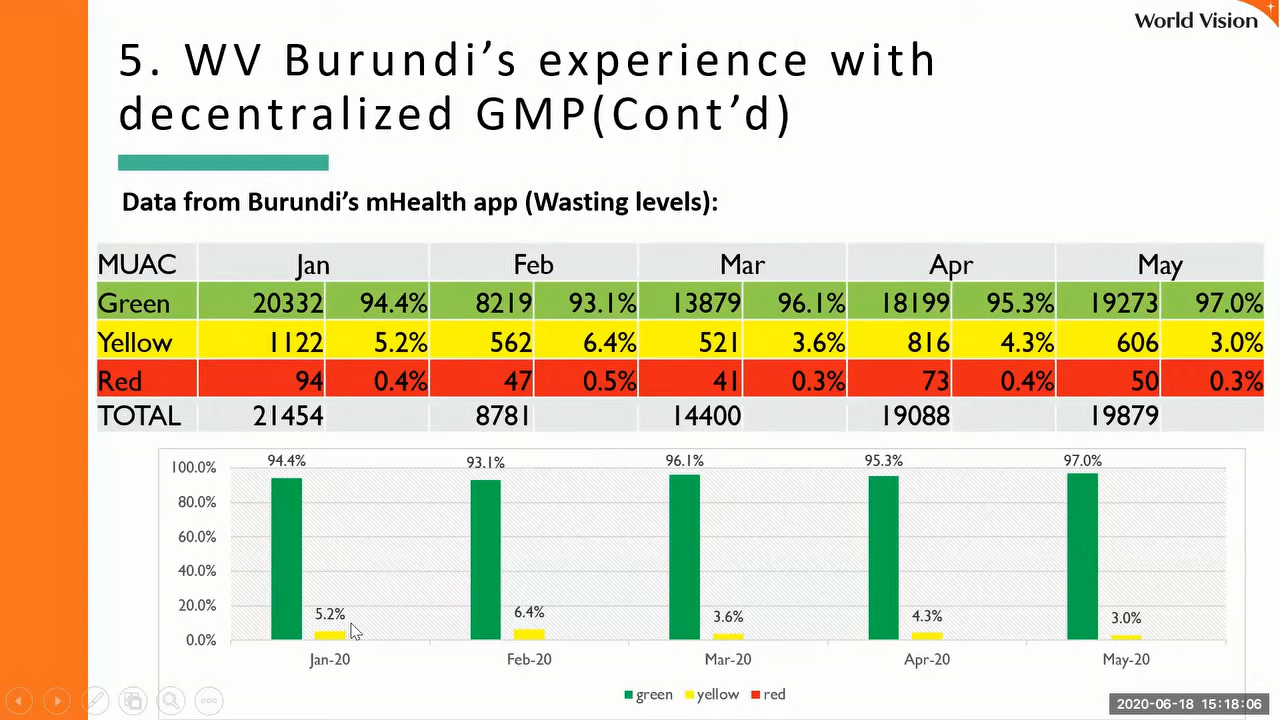 World Vision
5. WV Burundi’s experience with
decentralized GMP(Cont’d)
Data from Burundi’s mHealth app (Wasting levels):
MUAC Jan Feb Mar Apr May
Green 20332 94.4% 8219 93.1% 13879 96.1% 18199 95.3% 19273 97.0%
Yellow 1122 5.2% 562 6.4% 521 3.6% 816 4.3% 606 3.0%
Red 94 0.4% 47 0.5% 41 0.3% 73 0.4% 50 0.3%
TOTAL 21454 8781 14400 19088 19879
94.4% 93.1% 96.1% 95.3% 97.0%
100.0%
80.0%
60.0%
40.0%
20.0%
5.2% 6.4% 3.6% 4.3% 3.0%
0.0%
Jan-20 Feb-20 Mar-20 Apr-20 May-20
green yellow red
2020-06-18 15:18:06